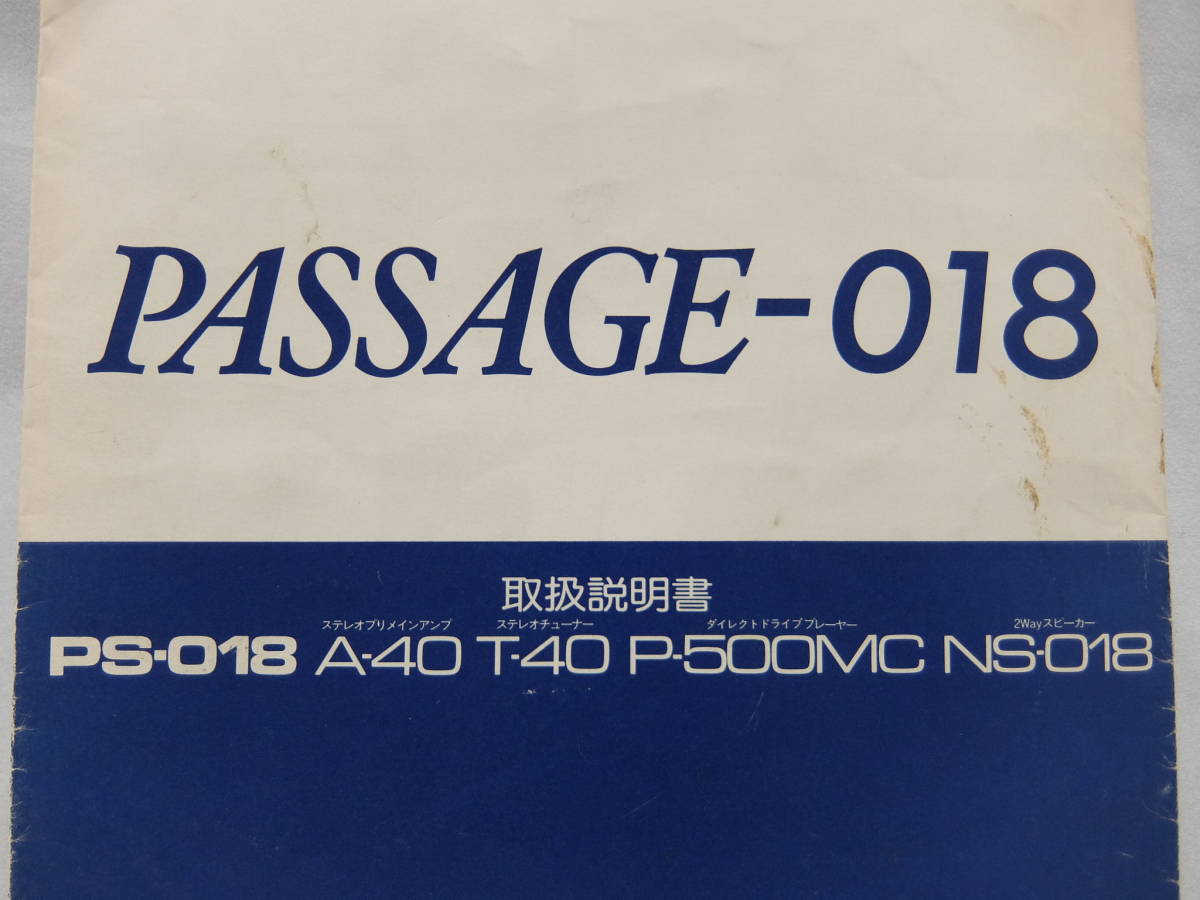 PASSAGE-018
取扱説明書
ステレオプリメインアンプ ステレオチューナー ダイレクトドライブプレーヤー 2Wayスピーカー
PS-018 A-40 T-40 P-500MC NS-018